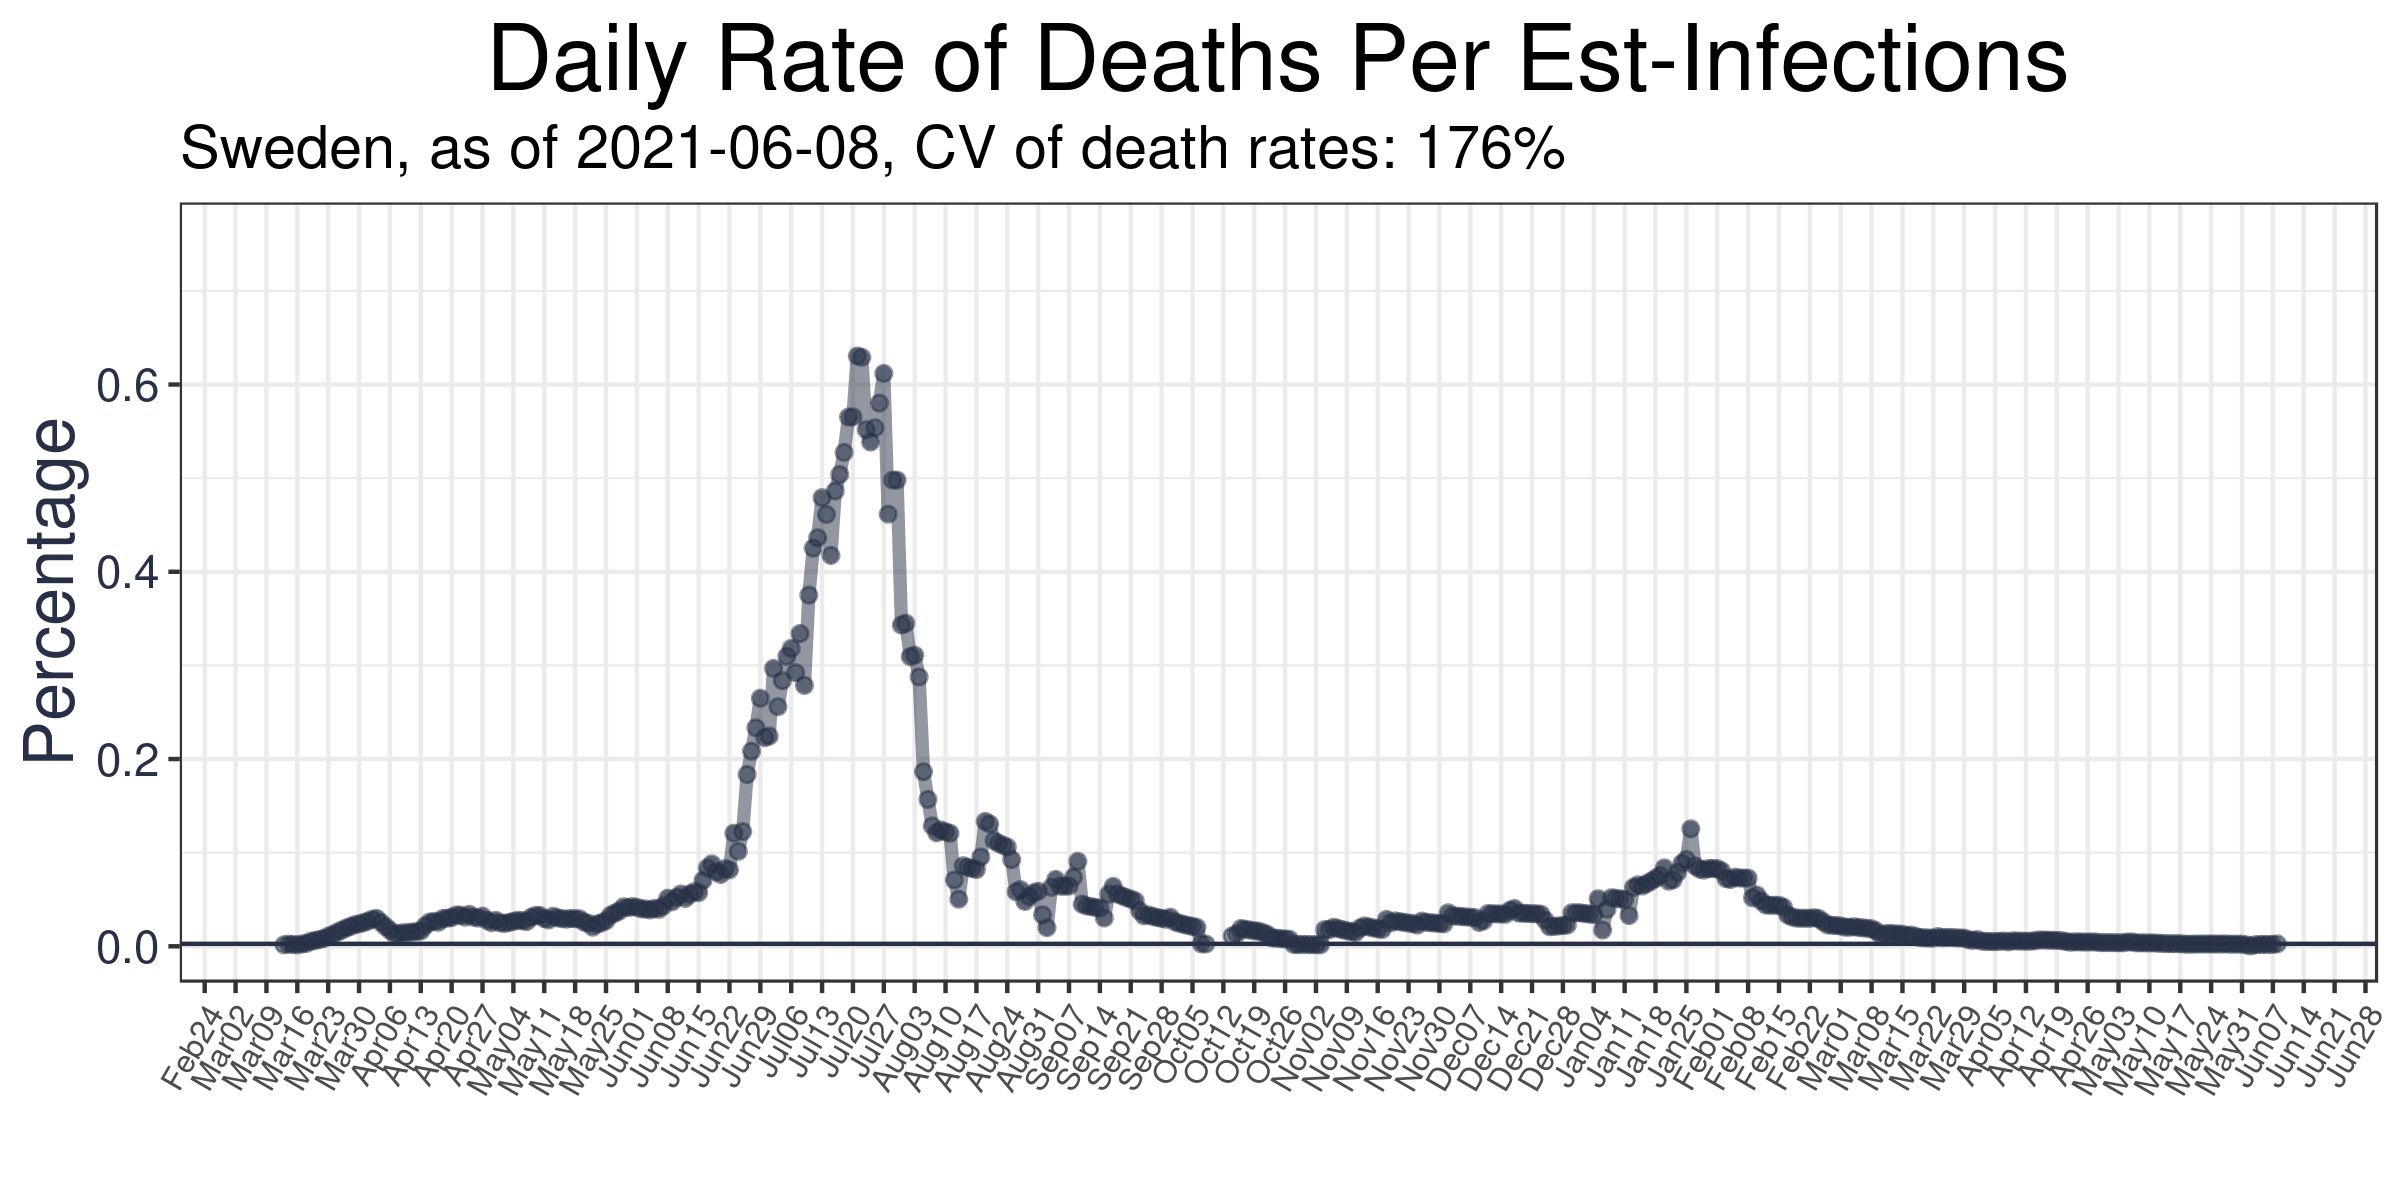 Daily Rate of Deaths Per Est-Infections
Sweden, as of 2021-06-08, CV of death rates: 176%
Percentage
0.6
0.4
0.2
0.0
Feb24
Mar02
Mar09
Mar16
Mar23
Mar30
Apr06
Apr13
Apr20
Apr27
May04
May11
May18
May25
Jun01
Jun08
Jun15
Jun22
Jun29
Jul06
Jul13
Jul20
Jul27
Aug03
Aug10
Aug17
Aug24
Aug31
Sep07
Sep14
Sep21
Sep28
Oct05
Oct12
Oct19
Oct26
Nov02
Nov09
Nov16
Nov23
Nov30
Dec07
Dec14
Dec21
Dec28
Jan04
Jan11
Jan18
Jan25
Feb01
Feb08
Feb15
Feb22
Mar01
Mar08
Mar15
Mar22
Mar29
Apr05
Apr12
Apr19
Apr26
May03
May10
May17
May24
May31
Jun07
Jun14
Jun21
Jun28